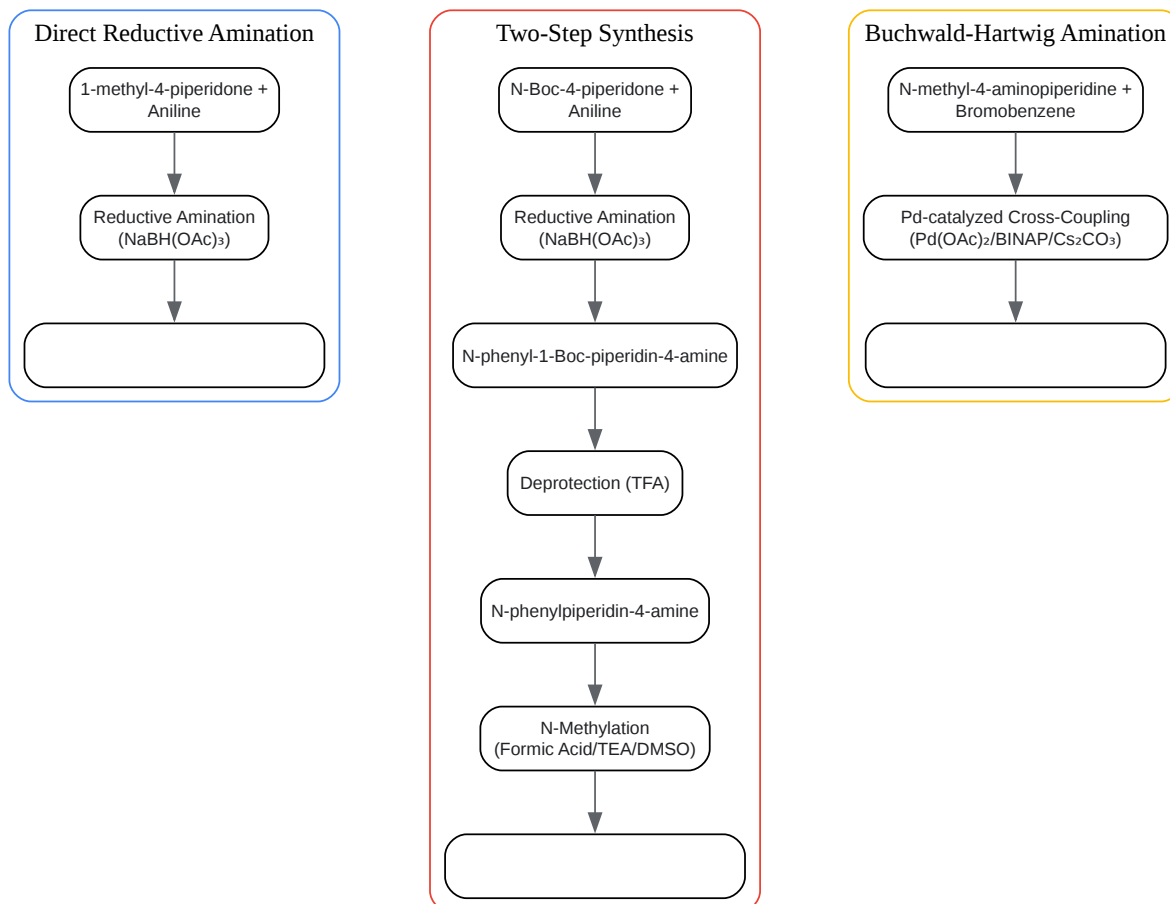 Direct Reductive Amination
1-methyl-4-piperidone +
Aniline
Reductive Amination
(NaBH(OAc)₃)
Two-Step Synthesis
N-Boc-4-piperidone +
Aniline
Reductive Amination
(NaBH(OAc)₃)
N-phenyl-1-Boc-piperidin-4-amine
Deprotection (TFA)
N-phenylpiperidin-4-amine
N-Methylation
(Formic Acid/TEA/DMSO)
Buchwald-Hartwig Amination
N-methyl-4-aminopiperidine +
Bromobenzene
Pd-catalyzed Cross-Coupling
(Pd(OAc)₂/BINAP/Cs₂CO₃)